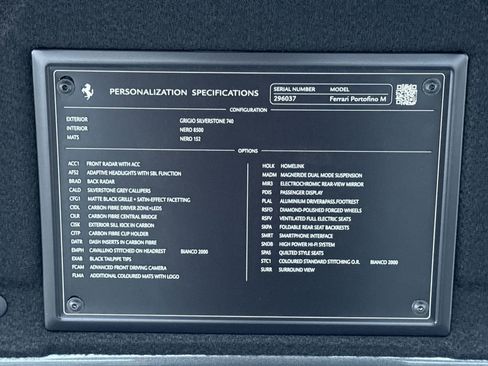 PERSONALIZATION SPECIFICATIONS
SERIAL NUMBER MODEL
296037 Ferrari Portofino M
CONFIGURATION
EXTERIOR GRIGIO SILVERSTONE 740
INTERIOR NERO 8500
MATS NERO 152
OPTIONS
ACC1 FRONT RADAR WITH ACC
AFS2 ADAPTIVE HEADLIGHTS WITH SBL FUNCTION
BRAD BACK RADAR
CALD SILVERSTONE GREY CALLIPERS
CFG1 MATTE BLACK GRILLE + SATIN-EFFECT FACETTING
CIDL CARBON FIBRE DRIVER ZONE+LEDS
CILR CARBON FIBRE CENTRAL BRIDGE
CISK EXTERIOR SILL KICK IN CARBON
CITP CARBON FIBRE CUP HOLDER
DATR DASH INSERTS IN CARBON FIBRE
EMPH CAVALLINO STITCHED ON HEADREST BIANCO 2000
EXAB BLACK TAILPIPE TIPS
FCAM ADVANCED FRONT DRIVING CAMERA
FLMA ADDITIONAL COLOURED MATS WITH LOGO
HOLK HOMELINK
MADM MAGNERIDE DUAL MODE SUSPENSION
MIR3 ELECTROCHROMIC REAR-VIEW MIRROR
PDIS PASSENGER DISPLAY
PLAL ALUMINIUM DRIVER&PASS.FOOTREST
RSFD DIAMOND-POLISHED FORGED WHEELS
RSFV VENTILATED FULL ELECTRIC SEATS
SKPA FOLDABLE REAR SEAT BACKRESTS
SMRT SMARTPHONE INTERFACE
SNDB HIGH POWER HI-FI SYSTEM
SPAS QUILTED STYLE SEATS
STC1 COLOURED STANDARD STITCHING O.R. BIANCO 2000
SURR SURROUND VIEW